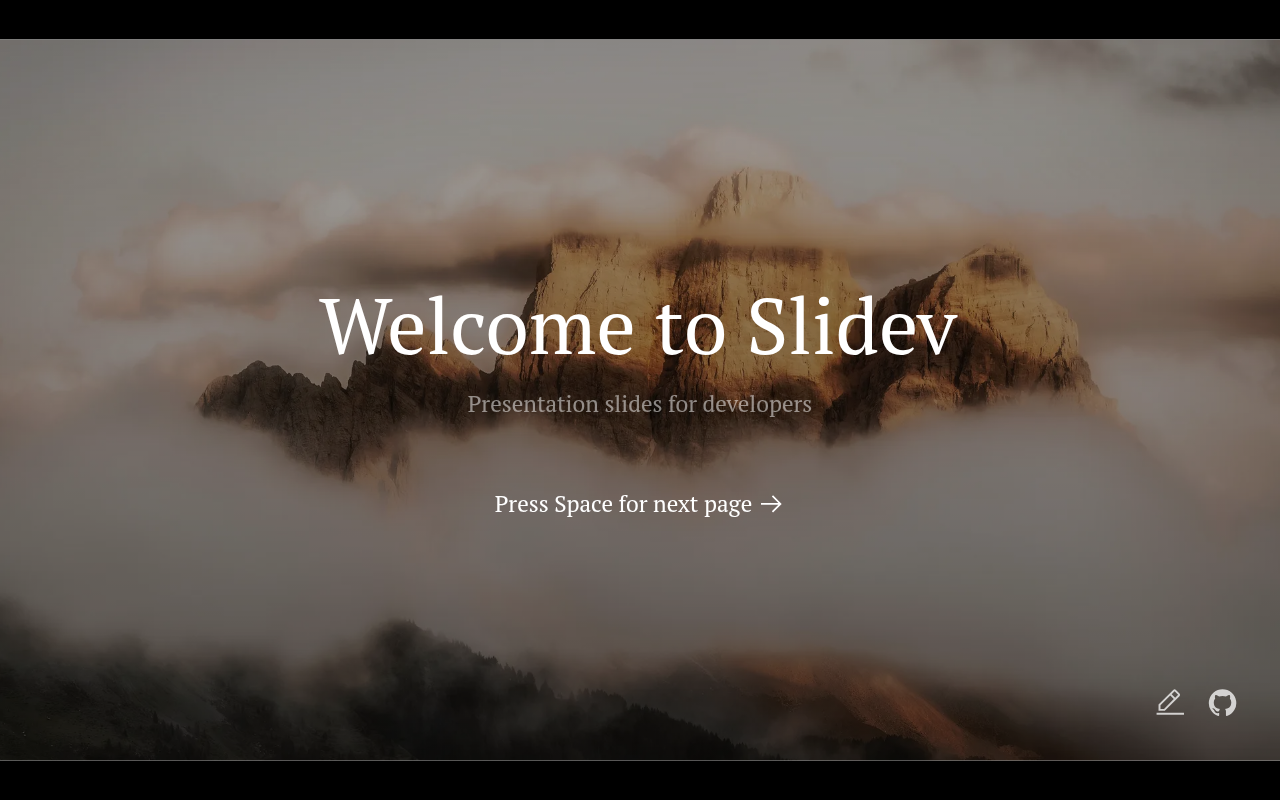 Welcome to Slidev
Presentation slides for developers
Press Space for next page →